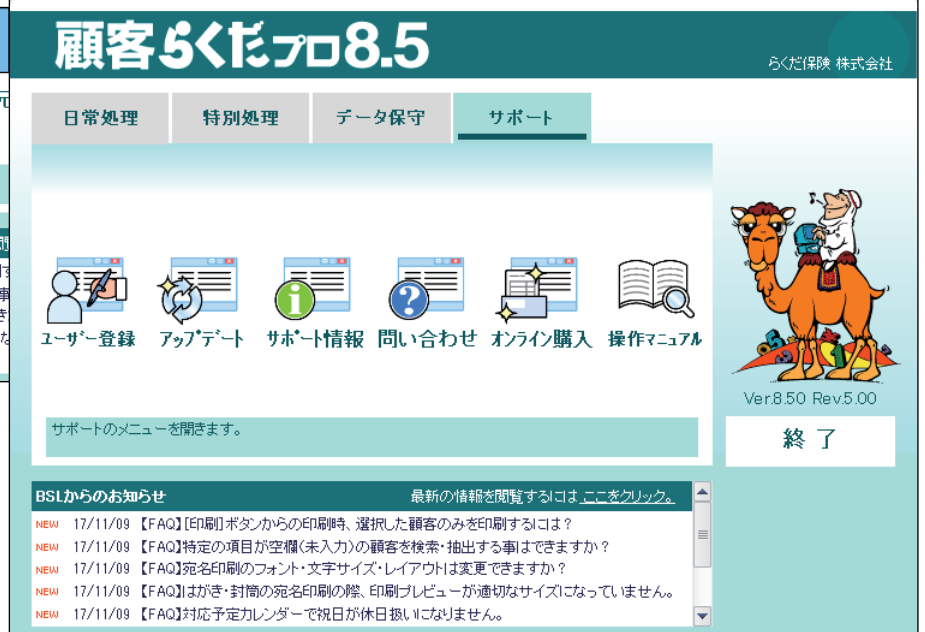 顧客らくだプロ8.5
らくだ保険 株式会社
日常処理 特別処理 データ保守 サポート
ユーザー登録 アップデート サポート情報 問い合わせ オンライン購入 操作マニュアル
Ver.8.50 Rev.5.00
サポートのメニューを開きます。
終了
BSLからのお知らせ 最新の情報を閲覧するには ここをクリック。
NEW 17/11/09 【FAQ】[印刷]ボタンからの印刷時、選択した顧客のみを印刷するには？
NEW 17/11/09 【FAQ】特定の項目が空欄(未入力)の顧客を検索・抽出する事はできますか？
NEW 17/11/09 【FAQ】宛名印刷のフォント・文字サイズ・レイアウトは変更できますか？
NEW 17/11/09 【FAQ】はがき・封筒の宛名印刷の際、印刷プレビューが適切なサイズになっていません。
NEW 17/11/09 【FAQ】対応予定カレンダーで祝日が休日扱いになりません。